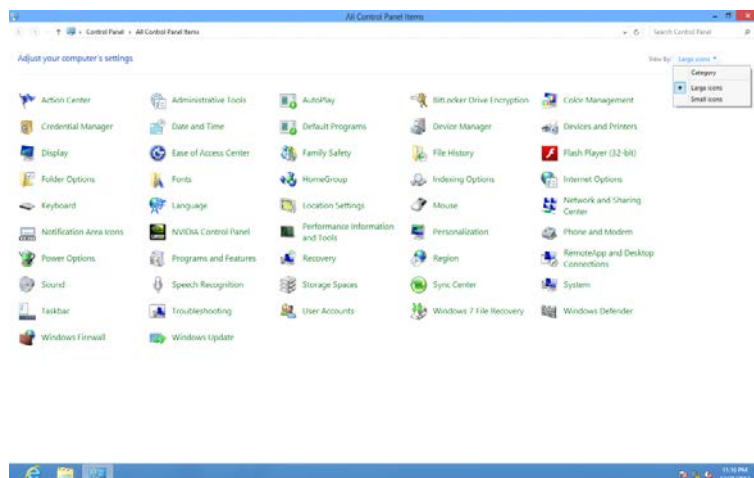 All Control Panel Items
Control Panel All Control Panel Items Search Control Panel
Adjust your computer's settings View by: Large icons
Category
Large icons
Small icons
Action Center Administrative Tools AutoPlay BitLocker Drive Encryption Color Management
Credential Manager Date and Time Default Programs Device Manager Devices and Printers
Display Ease of Access Center Family Safety File History Flash Player (32-bit)
Folder Options Fonts HomeGroup Indexing Options Internet Options
Keyboard Language Location Settings Mouse Network and Sharing Center
Notification Area Icons NVIDIA Control Panel Performance Information and Tools Personalization Phone and Modem
Power Options Programs and Features Recovery Region RemoteApp and Desktop Connections
Sound Speech Recognition Storage Spaces Sync Center System
Taskbar Troubleshooting User Accounts Windows 7 File Recovery Windows Defender
Windows Firewall Windows Update